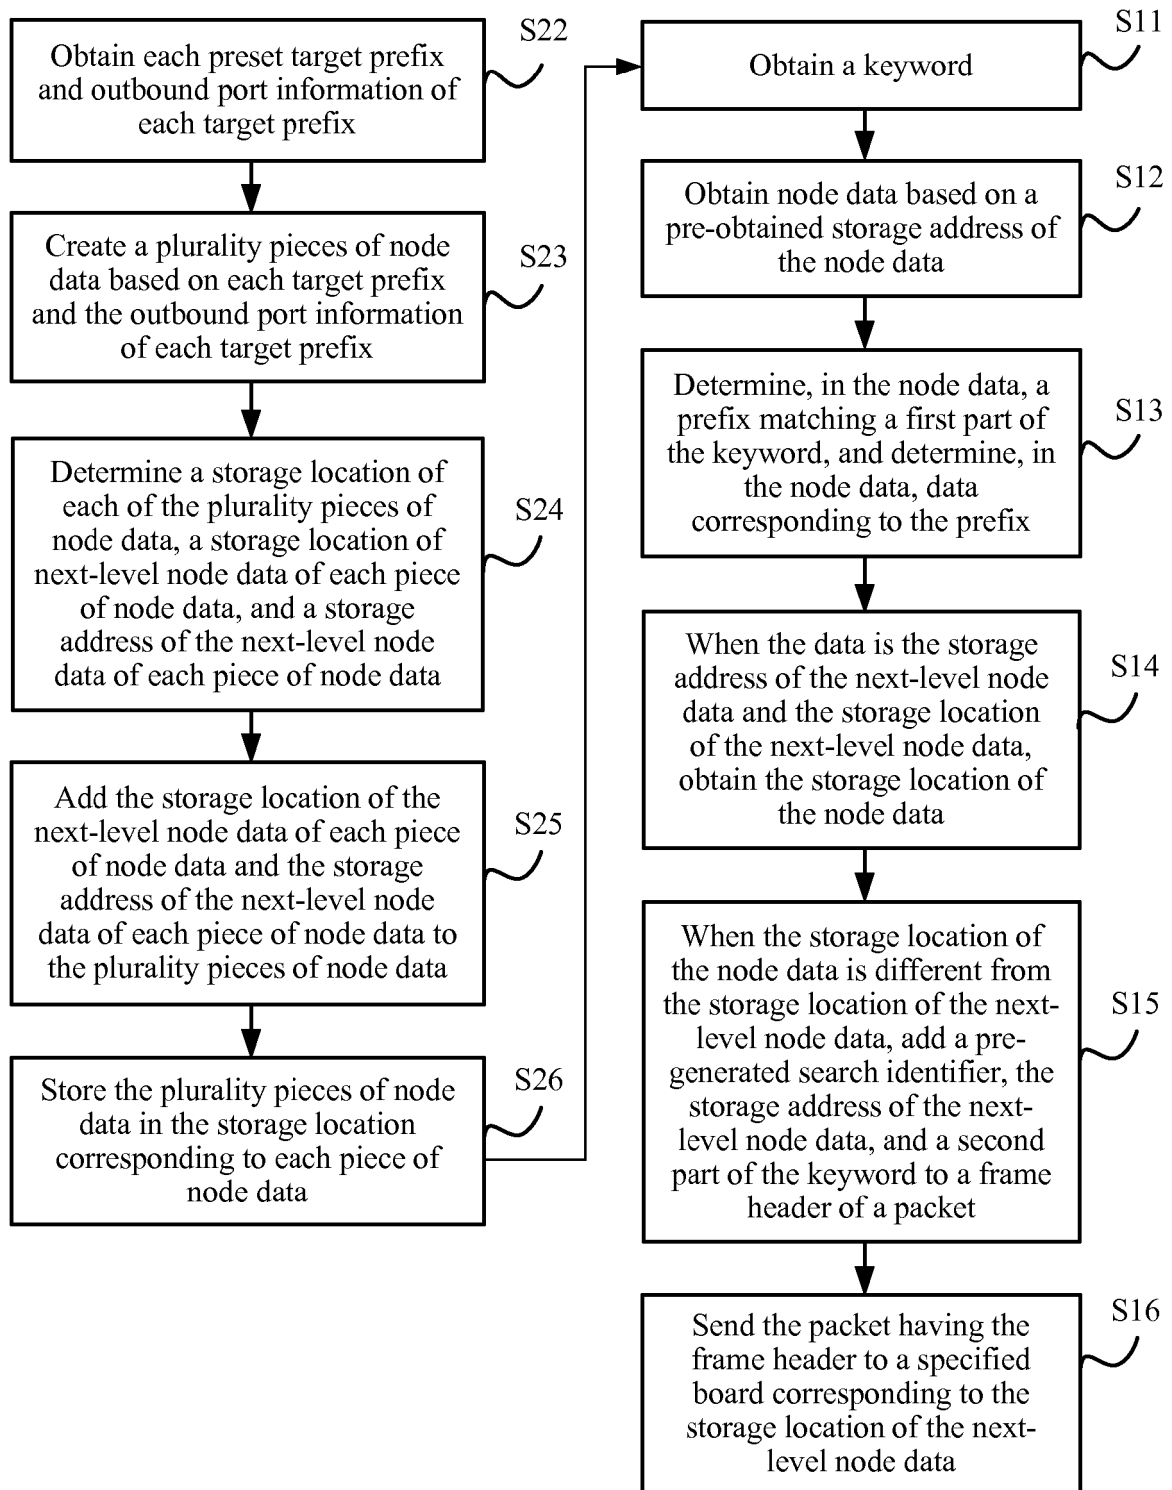 S22
Obtain each preset target prefix
and outbound port information of
each target prefix
S23
Create a plurality pieces of node
data based on each target prefix
and the outbound port information
of each target prefix
S24
Determine a storage location of
each of the plurality pieces of
node data, a storage location of
next-level node data of each piece
of node data, and a storage
address of the next-level node
data of each piece of node data
S25
Add the storage location of the
next-level node data of each piece
of node data and the storage
address of the next-level node
data of each piece of node data to
the plurality pieces of node data
S26
Store the plurality pieces of node
data in the storage location
corresponding to each piece of
node data
S11
Obtain a keyword
S12
Obtain node data based on a
pre-obtained storage address of
the node data
S13
Determine, in the node data, a
prefix matching a first part of
the keyword, and determine, in
the node data, data
corresponding to the prefix
S14
When the data is the storage
address of the next-level node
data and the storage location
of the next-level node data,
obtain the storage location of
the node data
S15
When the storage location of
the node data is different from
the storage location of the next-
level node data, add a pre-
generated search identifier, the
storage address of the next-
level node data, and a second
part of the keyword to a frame
header of a packet
S16
Send the packet having the
frame header to a specified
board corresponding to the
storage location of the next-
level node data